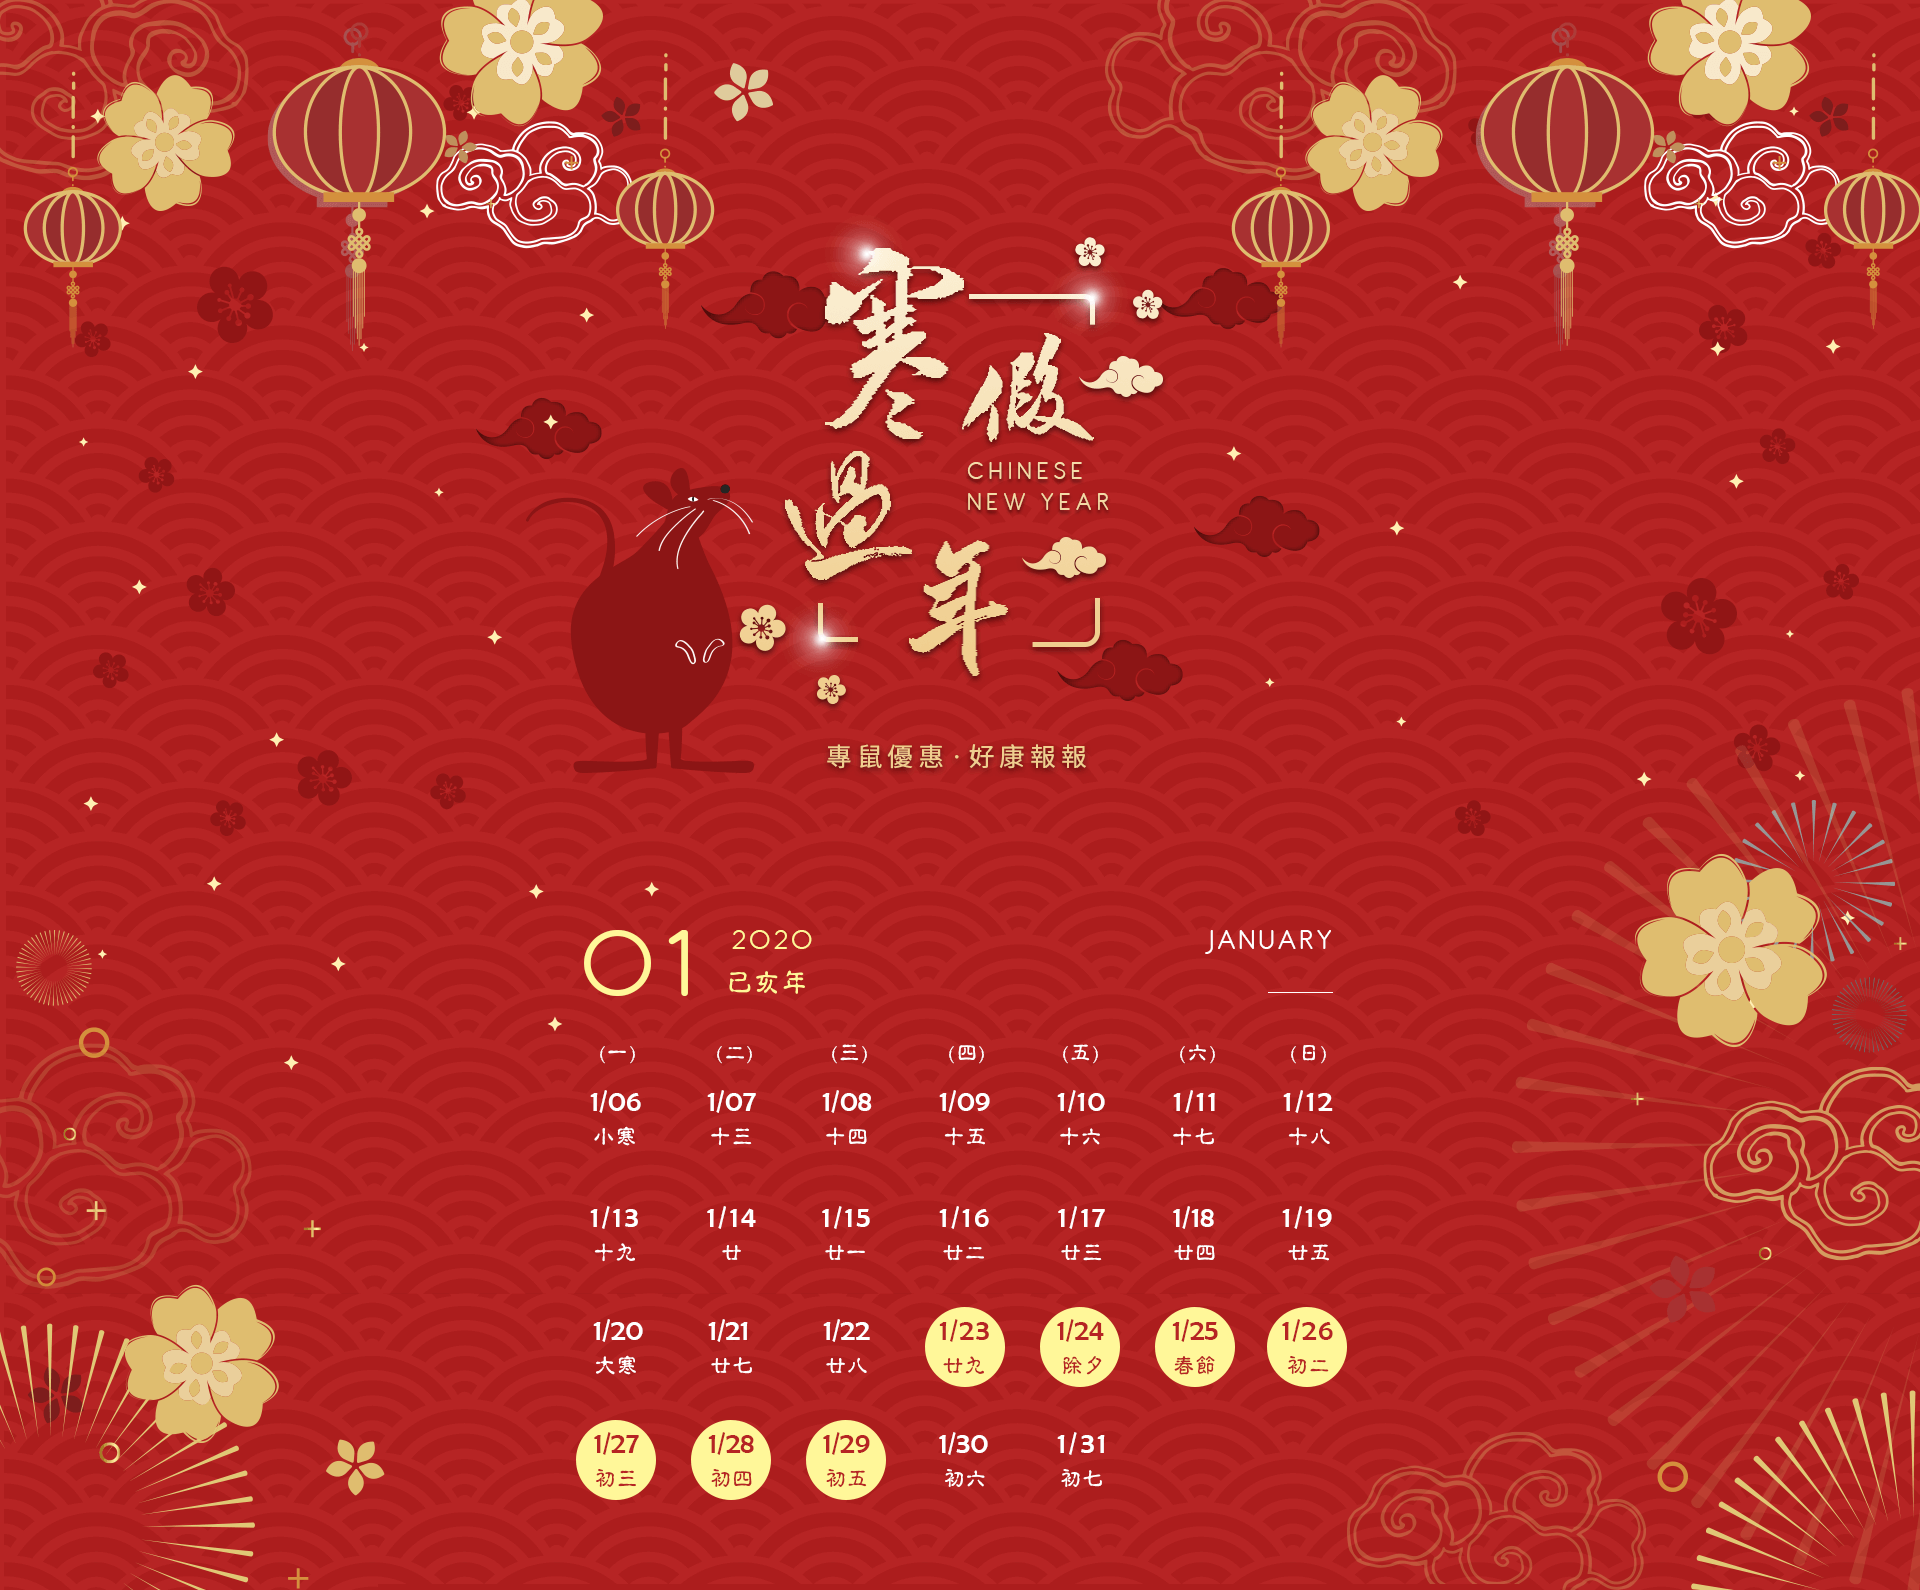 寒假
CHINESE
NEW YEAR
過年
專鼠優惠·好康報報
01 2020 JANUARY
己亥年
(一) (二) (三) (四) (五) (六) (日)
1/06 1/07 1/08 1/09 1/10 1/11 1/12
小寒 十三 十四 十五 十六 十七 十八
1/13 1/14 1/15 1/16 1/17 1/18 1/19
十九 廿 廿一 廿二 廿三 廿四 廿五
1/20 1/21 1/22 1/23 1/24 1/25 1/26
大寒 廿七 廿八 廿九 除夕 春節 初二
1/27 1/28 1/29 1/30 1/31
初三 初四 初五 初六 初七